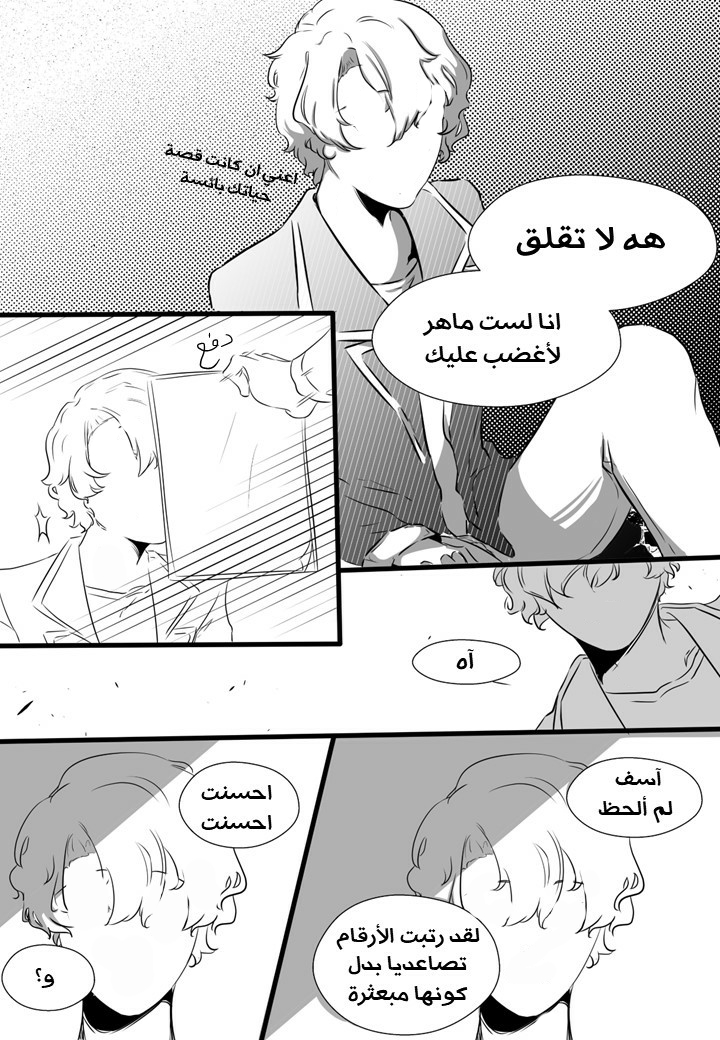 اعني ان كانت قصة
حياتك بائسة
هه لا تقلق
انا لست ماهر
لأغضب عليك
دفع
آه
آسف
لم ألحظ
لقد رتبت الأرقام
تصاعديا بدل
كونها مبعثرة
احسنت
احسنت
و؟